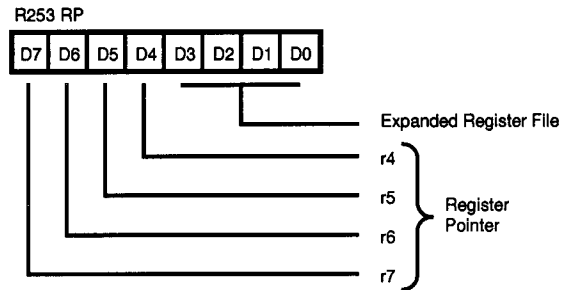 R253 RP
D7 D6 D5 D4 D3 D2 D1 D0
Expanded Register File
r4
r5
r6
r7
Register
Pointer